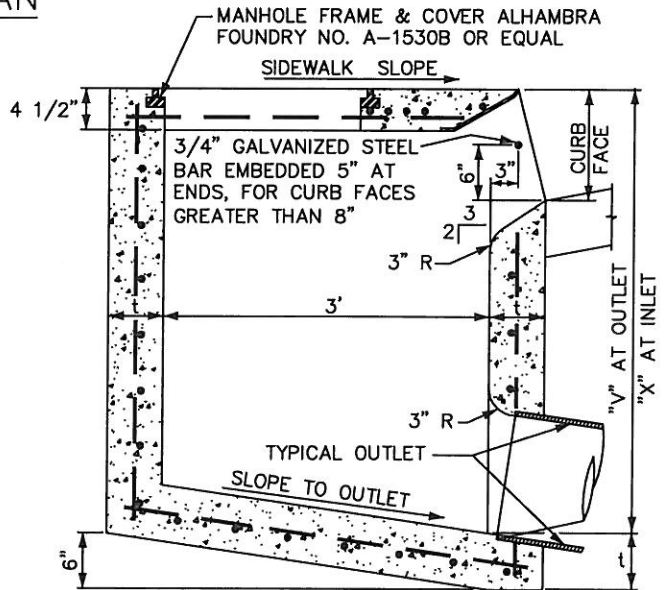 AN
MANHOLE FRAME & COVER ALHAMBRA
FOUNDRY NO. A-1530B OR EQUAL
SIDEWALK SLOPE
4 1/2"
3/4" GALVANIZED STEEL
BAR EMBEDDED 5" AT
ENDS, FOR CURB FACES
GREATER THAN 8"
6"
3"
CURB
FACE
3
2
3" R
t
3'
t
"V" AT OUTLET
"X" AT INLET
3" R
TYPICAL OUTLET
SLOPE TO OUTLET
6"
t